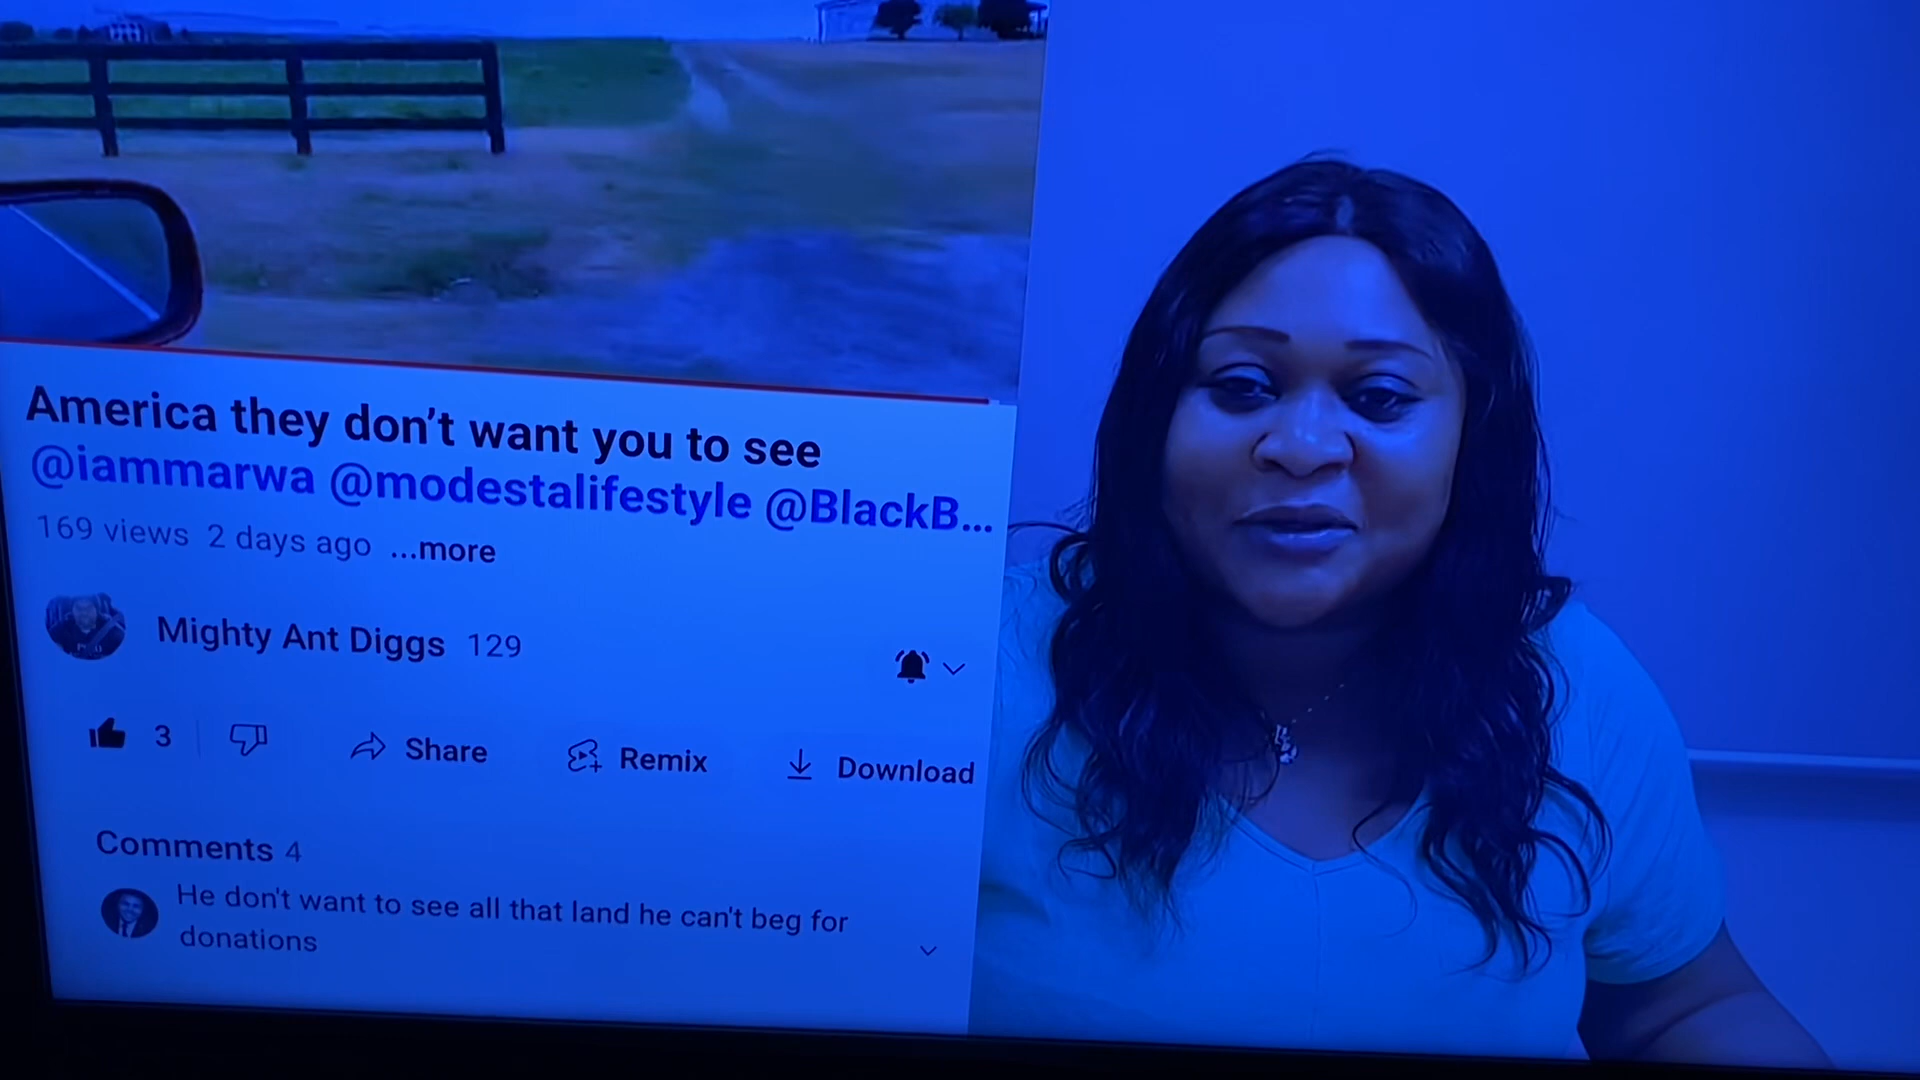 America they don't want you to see
@iammarwa @modestalifestyle @BlackB...
169 views 2 days ago ...more
Mighty Ant Diggs 129
3 Share Remix Download
Comments 4
He don't want to see all that land he can't beg for
donations